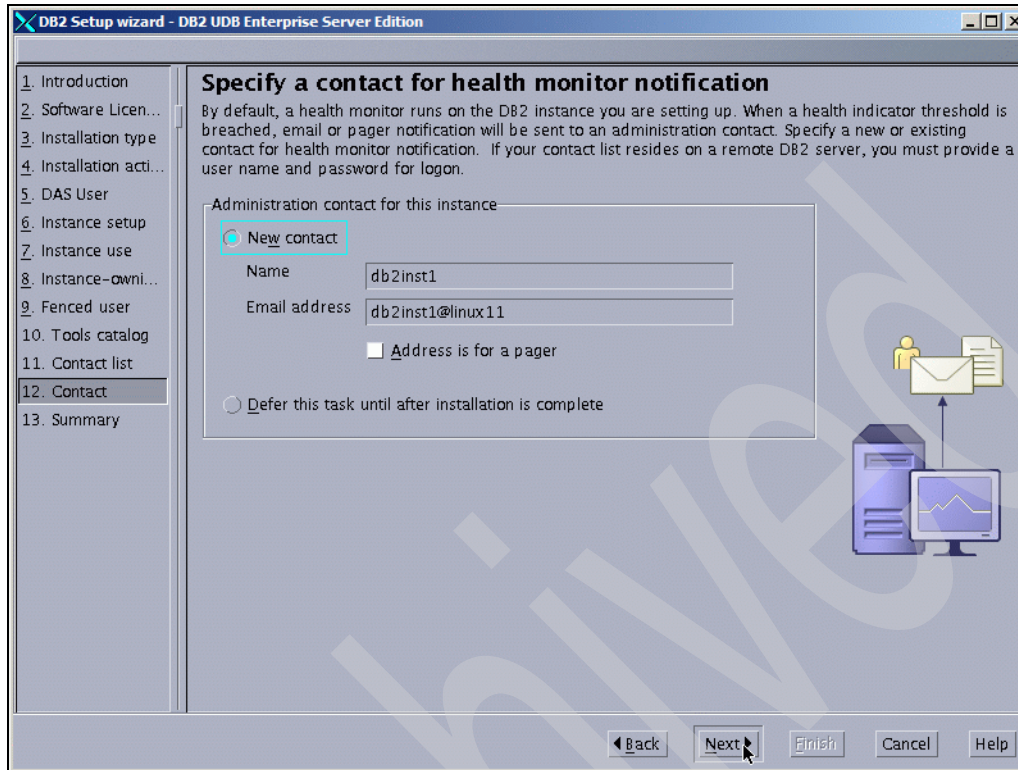 DB2 Setup wizard - DB2 UDB Enterprise Server Edition
1. Introduction
2. Software Licen...
3. Installation type
4. Installation acti...
5. DAS User
6. Instance setup
7. Instance use
8. Instance-owni...
9. Fenced user
10. Tools catalog
11. Contact list
12. Contact
13. Summary
Specify a contact for health monitor notification
By default, a health monitor runs on the DB2 instance you are setting up. When a health indicator threshold is
breached, email or pager notification will be sent to an administration contact. Specify a new or existing
contact for health monitor notification. If your contact list resides on a remote DB2 server, you must provide a
user name and password for logon.
Administration contact for this instance
New contact
Name
db2inst1
Email address
db2inst1@linux11
Address is for a pager
Defer this task until after installation is complete
Back
Next
Finish
Cancel
Help